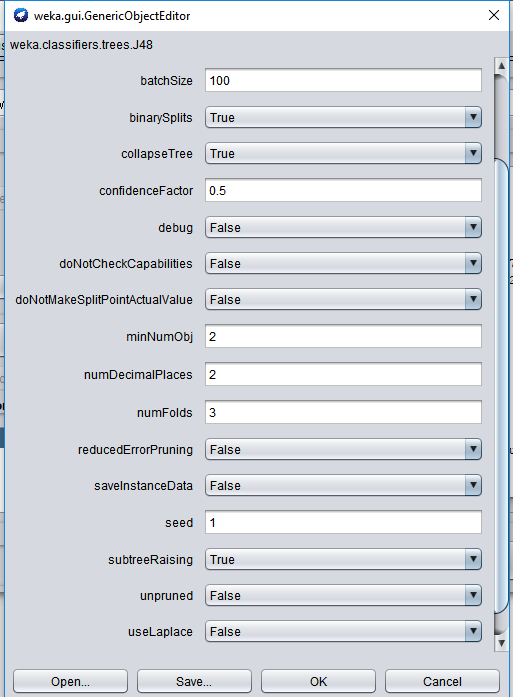 weka.gui.GenericObjectEditor
weka.classifiers.trees.J48
batchSize 100
binarySplits True
collapseTree True
confidenceFactor 0.5
debug False
doNotCheckCapabilities False
doNotMakeSplitPointActualValue False
minNumObj 2
numDecimalPlaces 2
numFolds 3
reducedErrorPruning False
saveInstanceData False
seed 1
subtreeRaising True
unpruned False
useLaplace False
Open... Save... OK Cancel